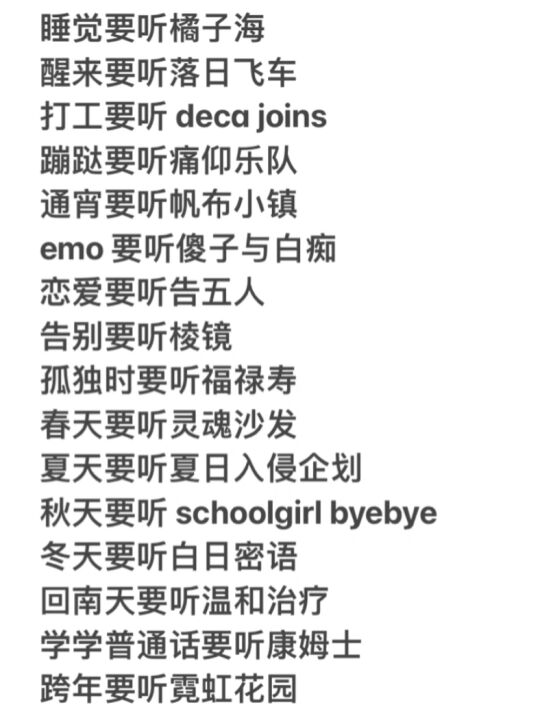 睡觉要听橘子海
醒来要听落日飞车
打工要听 deca joins
蹦跶要听痛仰乐队
通宵要听帆布小镇
emo 要听傻子与白痴
恋爱要听告五人
告别要听棱镜
孤独时要听福禄寿
春天要听灵魂沙发
夏天要听夏日入侵企划
秋天要听 schoolgirl byebye
冬天要听白日密语
回南天要听温和治疗
学学普通话要听康姆士
跨年要听霓虹花园